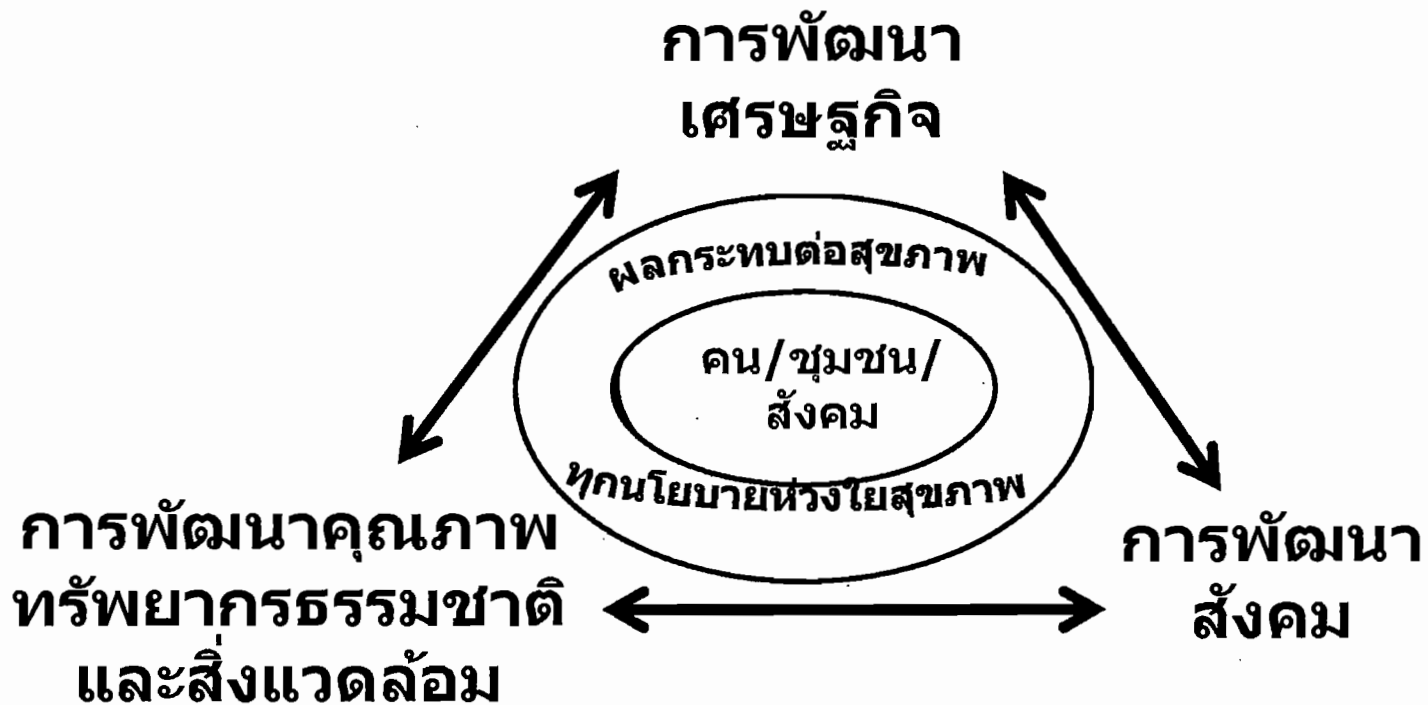 การพัฒนา
เศรษฐกิจ
ผลกระทบต่อสุขภาพ
คน/ชุมชน/
สังคม
ทุกนโยบายห่วงใยสุขภาพ
การพัฒนาคุณภาพ
ทรัพยากรธรรมชาติ
และสิ่งแวดล้อม
การพัฒนา
สังคม